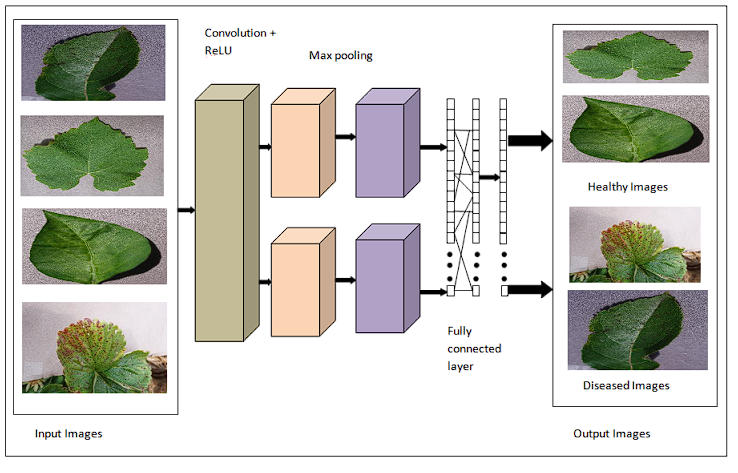 Convolution +
ReLU
Max pooling
Healthy Images
Fully
connected
layer
Diseased Images
Input Images
Output Images